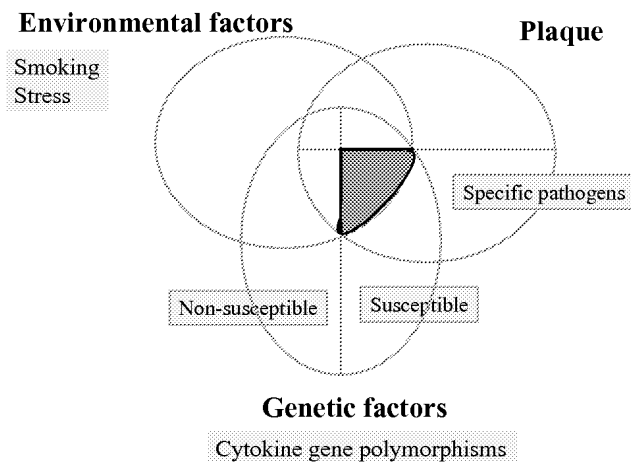 Environmental factors
Plaque
Smoking
Stress
Specific pathogens
Non-susceptible
Susceptible
Genetic factors
Cytokine gene polymorphisms